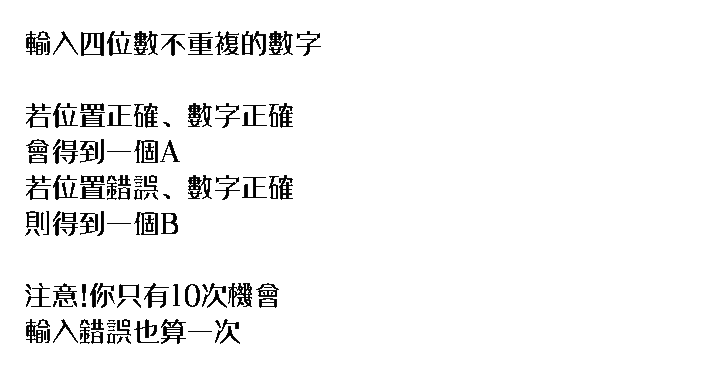 輸入四位數不重複的數字
若位置正確、數字正確
會得到一個A
若位置錯誤、數字正確
則得到一個B
注意!你只有10次機會
輸入錯誤也算一次